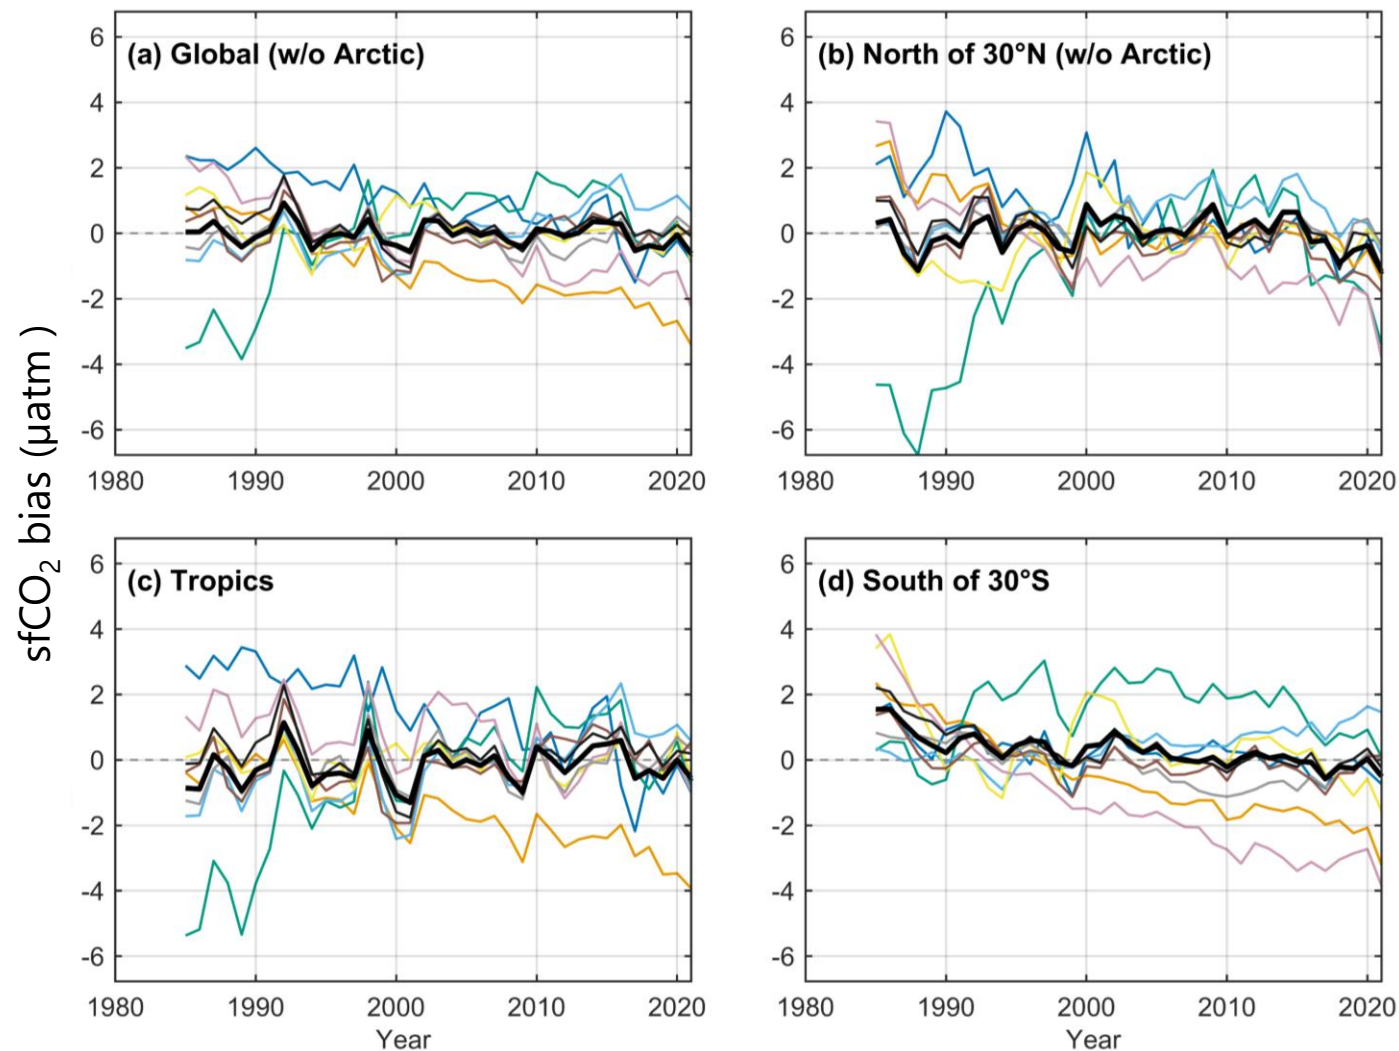 sfCO₂ bias (µatm )
(a) Global (w/o Arctic)
6
4
2
0
-2
-4
-6
1980 1990 2000 2010 2020
(b) North of 30°N (w/o Arctic)
6
4
2
0
-2
-4
-6
1980 1990 2000 2010 2020
(c) Tropics
6
4
2
0
-2
-4
-6
1980 1990 2000 2010 2020
Year
(d) South of 30°S
6
4
2
0
-2
-4
-6
1980 1990 2000 2010 2020
Year